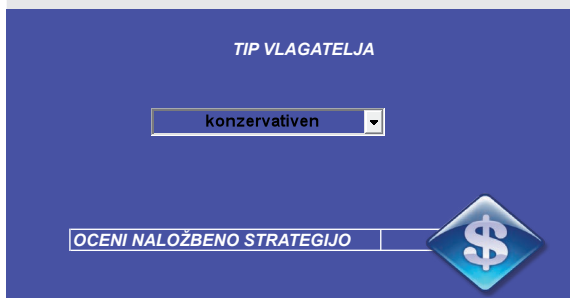 TIP VLAGATELJA
konzervativen
OCENI NALOŽBENO STRATEGIJO
$